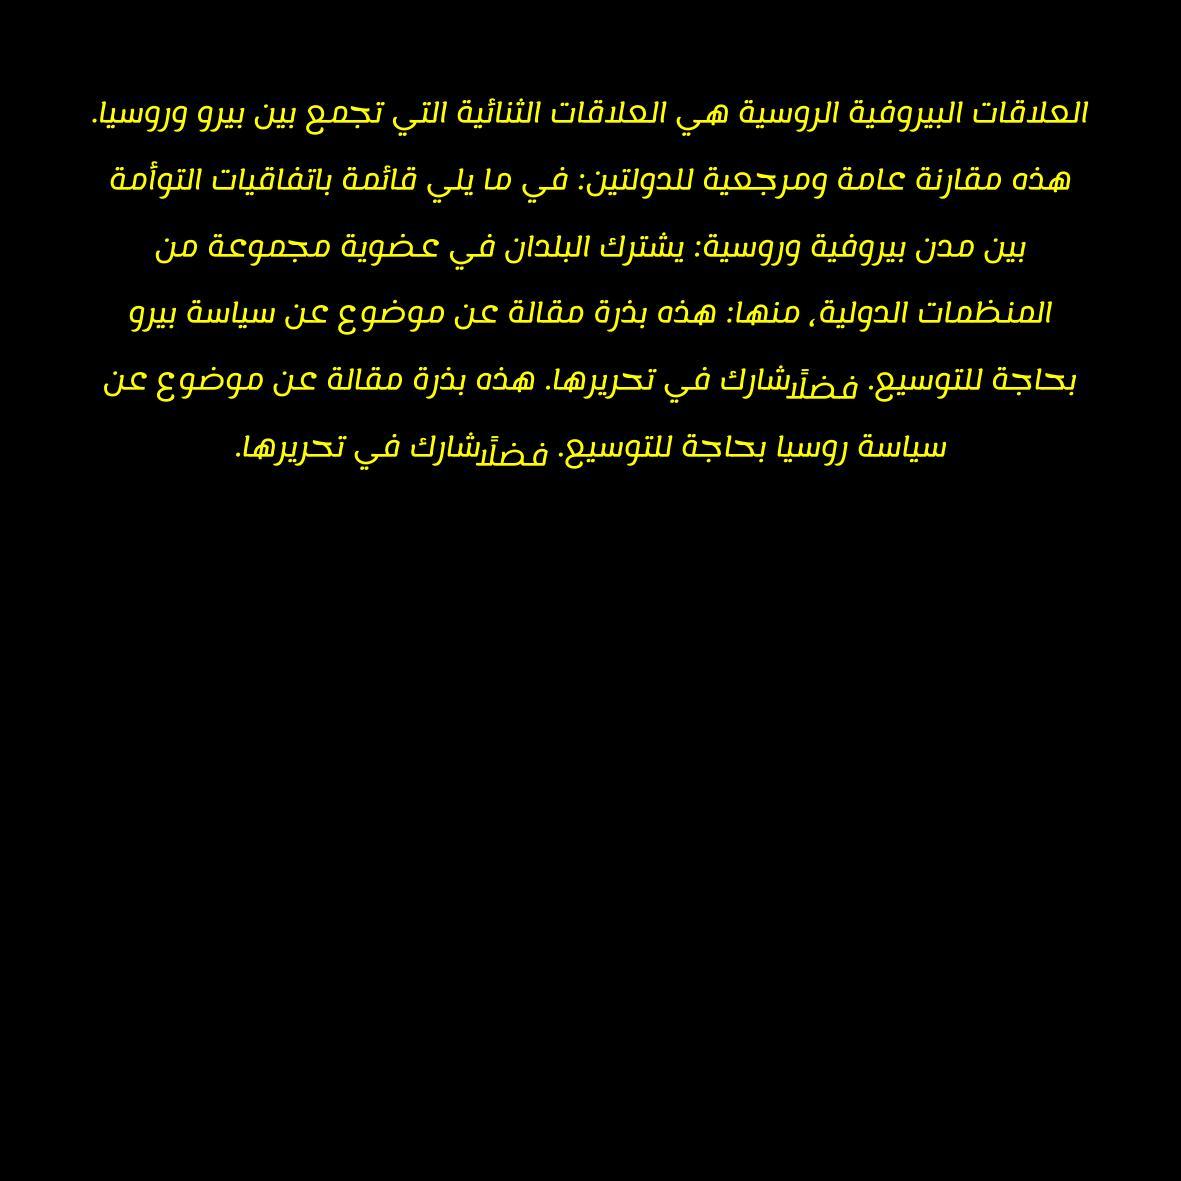 العلاقات البيروفية الروسية هي العلاقات الثنائية التي تجمع بين بيرو وروسيا.
هذه مقارنة عامة ومرجعية للدولتين: في ما يلي قائمة باتفاقيات التوأمة
بين مدن بيروفية وروسية: يشترك البلدان في عضوية مجموعة من
المنظمات الدولية، منها: هذه بذرة مقالة عن موضوع عن سياسة بيرو
بحاجة للتوسيع. فضلًا شارك في تحريرها. هذه بذرة مقالة عن موضوع عن
سياسة روسيا بحاجة للتوسيع. فضلًا شارك في تحريرها.